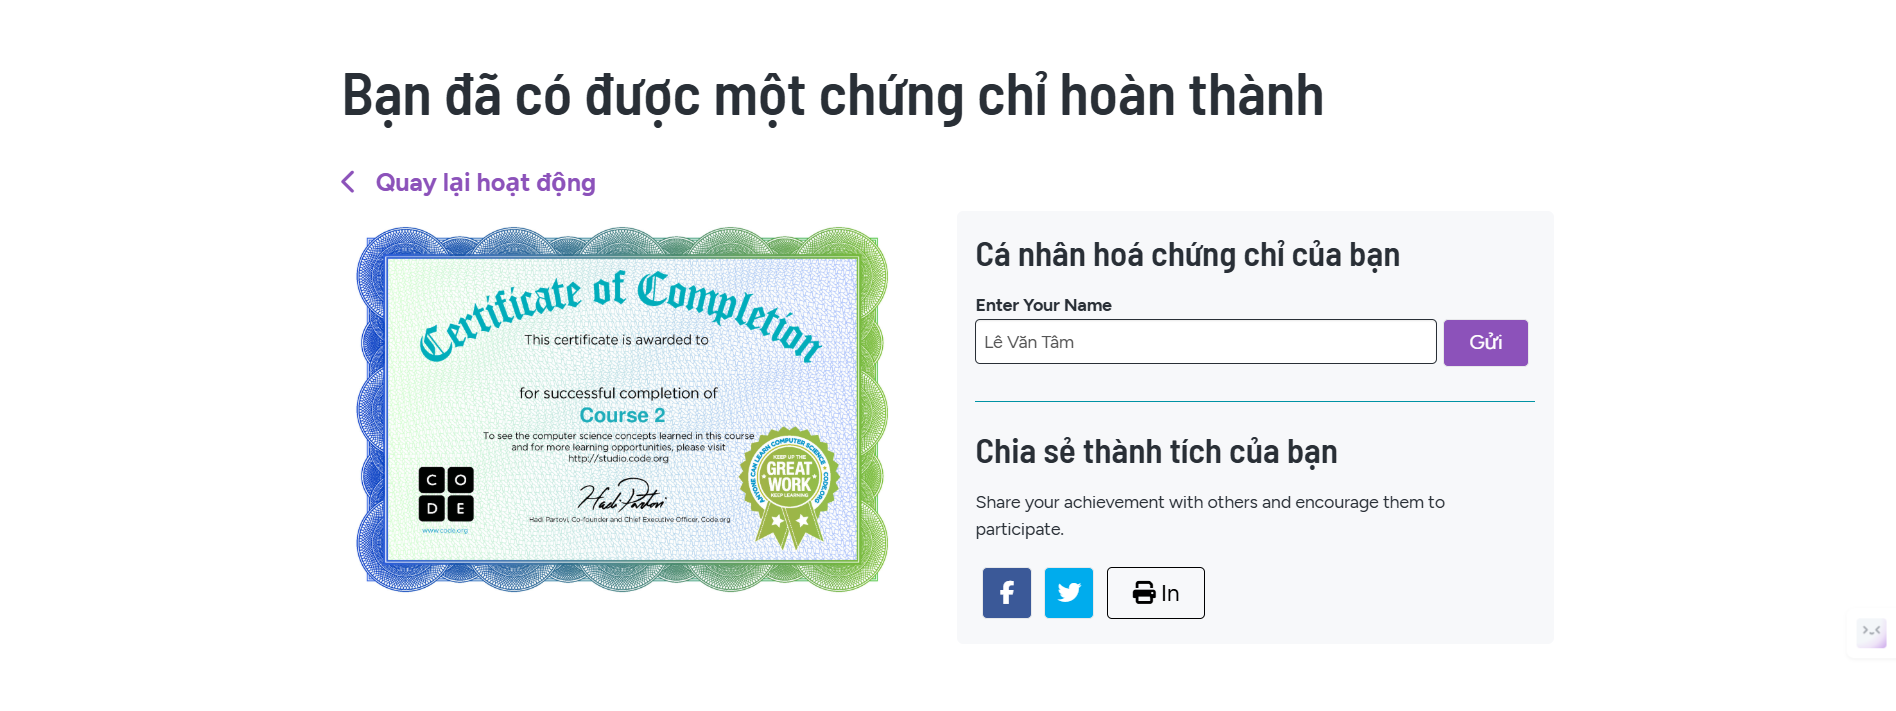 Bạn đã có được một chứng chỉ hoàn thành
Quay lại hoạt động
Certificate of Completion
This certificate is awarded to
for successful completion of
Course 2
To see the computer science concepts learned in this course
and for more learning opportunities, please visit
http://studio.code.org
C O
D E
www.code.org
Hadi Partovi
Hadi Partovi, Co-founder and Chief Executive Officer, Code.org
ANYONE CAN LEARN COMPUTER SCIENCE
CODE.ORG
KEEP UP THE
GREAT
WORK
KEEP LEARNING
Cá nhân hoá chứng chỉ của bạn
Enter Your Name
Lê Văn Tâm
Gửi
Chia sẻ thành tích của bạn
Share your achievement with others and encourage them to
participate.
In